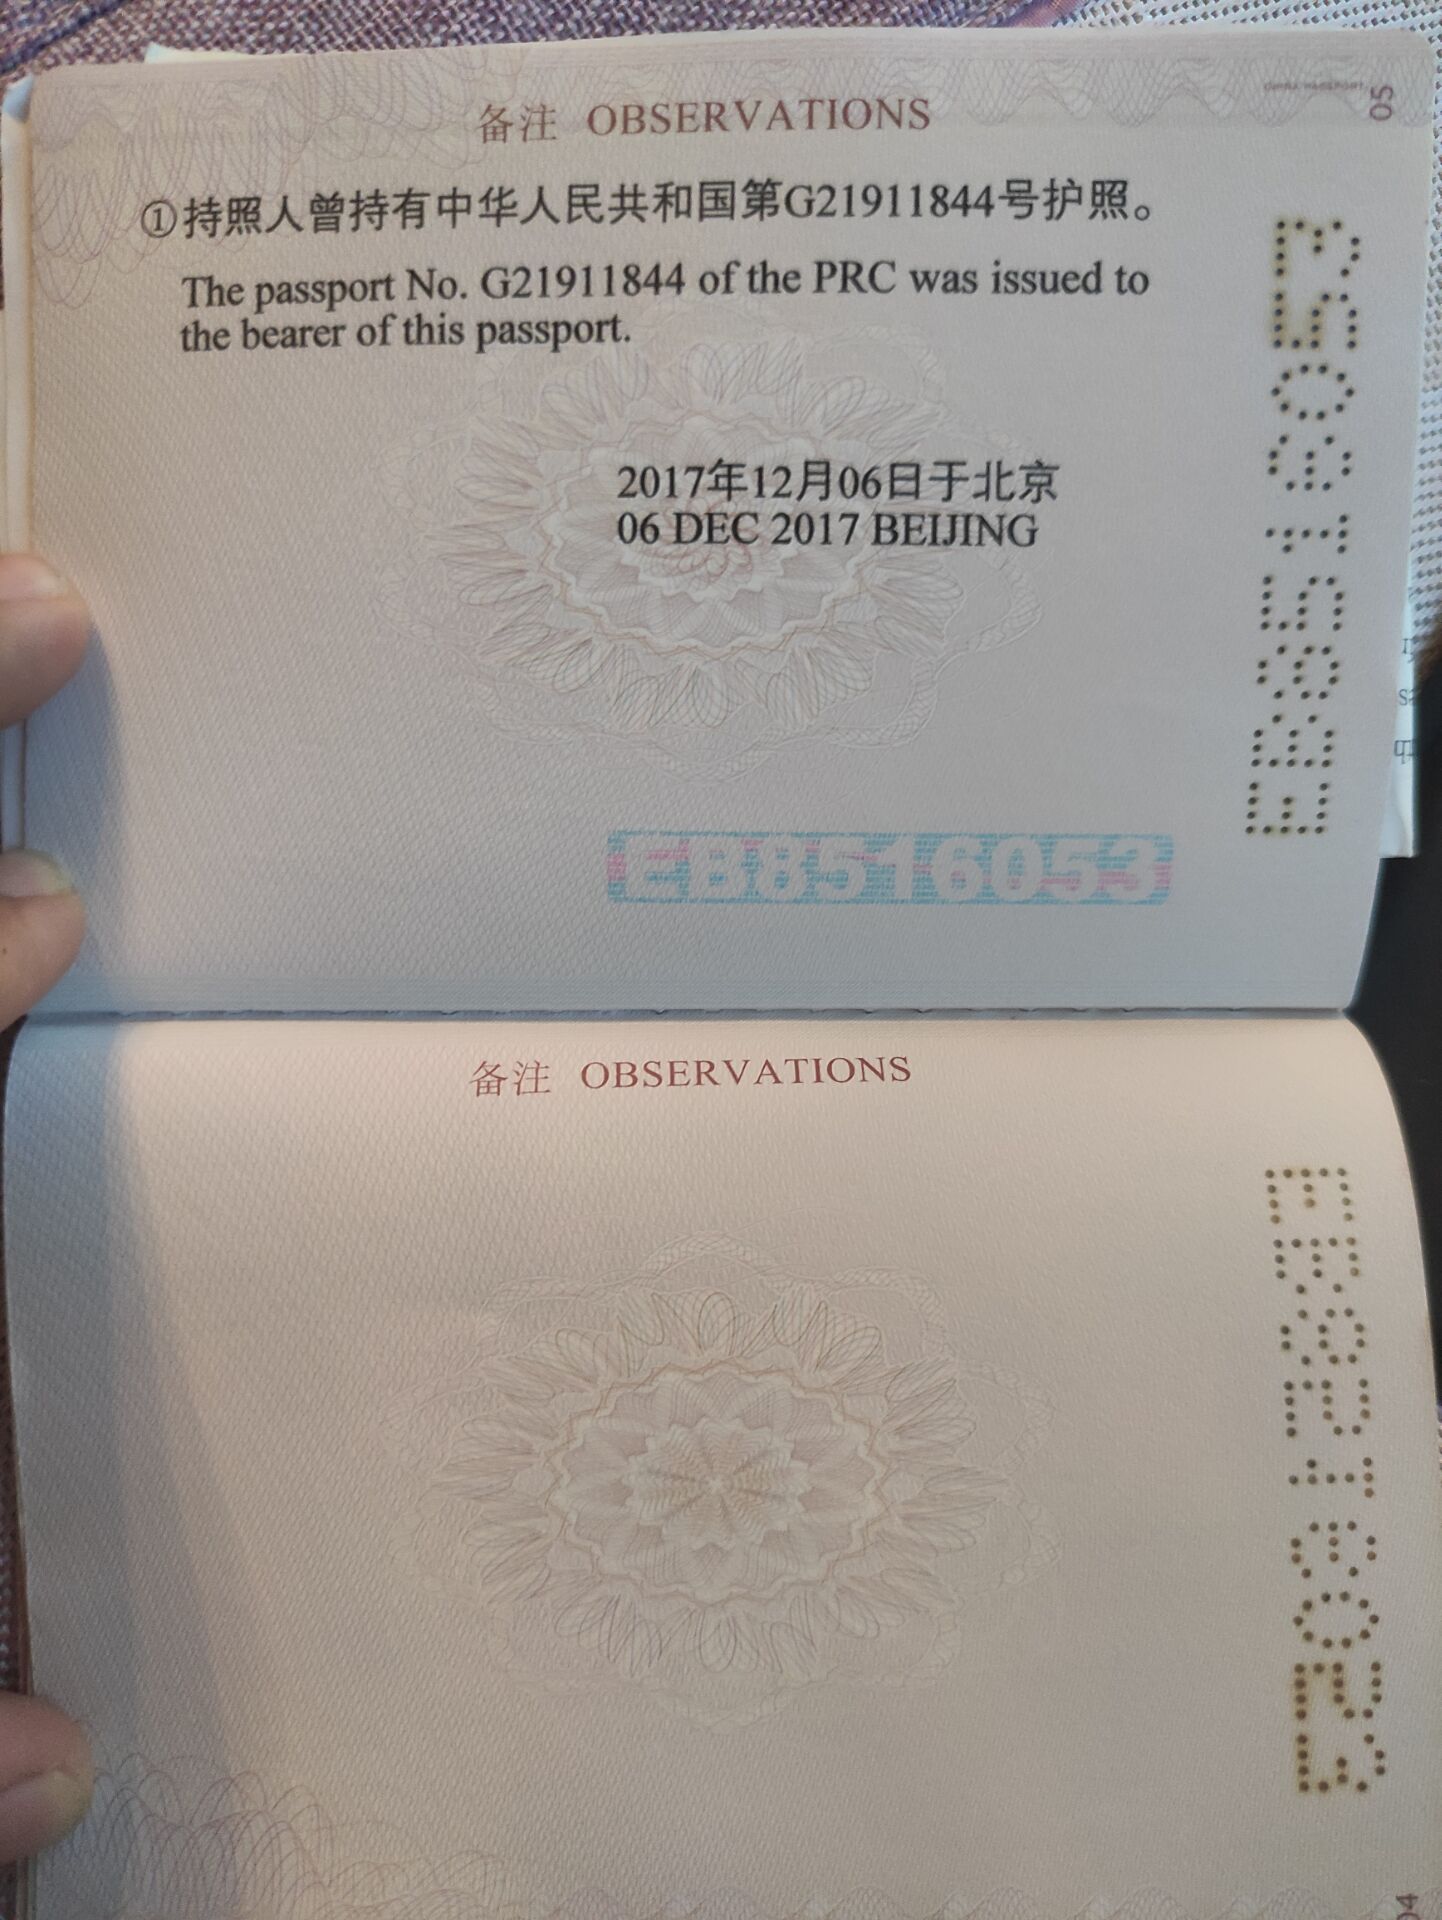 CHINA PASSPORT
05
备注 OBSERVATIONS
①持照人曾持有中华人民共和国第G21911844号护照。
The passport No. G21911844 of the PRC was issued to
the bearer of this passport.
2017年12月06日于北京
06 DEC 2017 BEIJING
EB8516053
EB8516053
备注 OBSERVATIONS
EB8516053
04